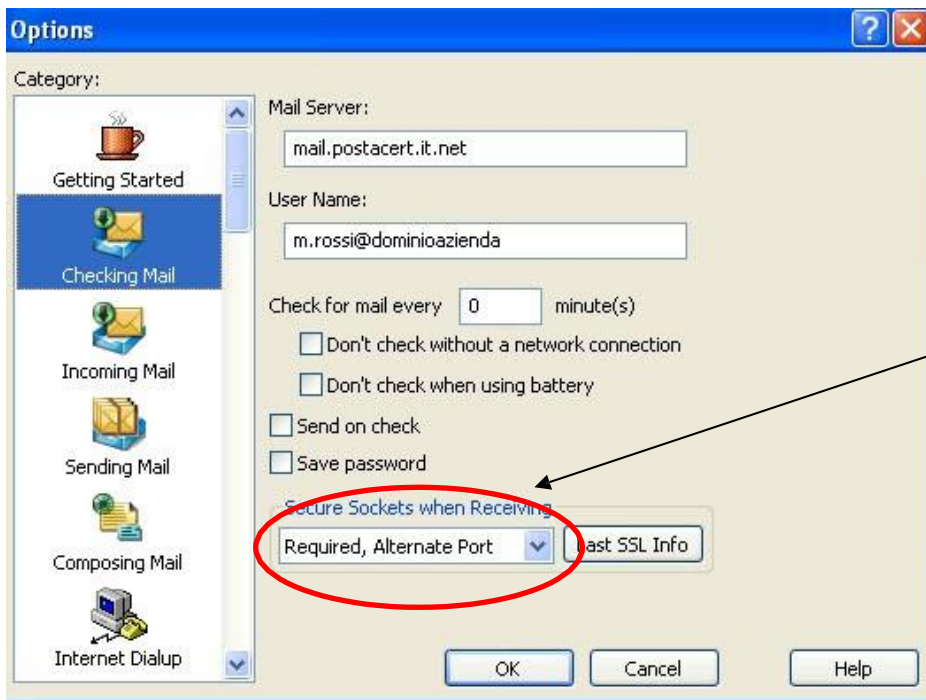 Options
Category:
Getting Started
Checking Mail
Incoming Mail
Sending Mail
Composing Mail
Internet Dialup
Mail Server:
mail.postacert.it.net
User Name:
m.rossi@dominioazienda
Check for mail every 0 minute(s)
Don't check without a network connection
Don't check when using battery
Send on check
Save password
Secure Sockets when Receiving
Required, Alternate Port
Last SSL Info
OK Cancel Help